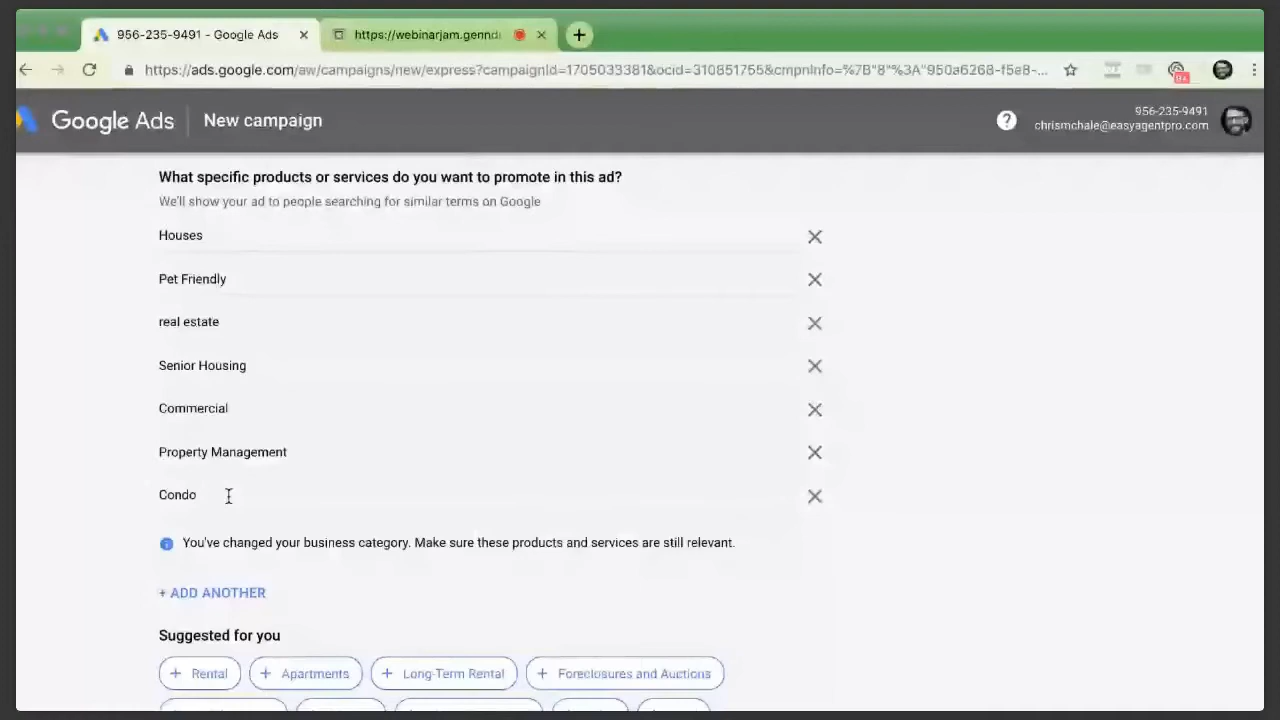 956-235-9491 - Google Ads
https://webinarjam.gennd
https://ads.google.com/aw/campaigns/new/express?campaignId=1705033381&ocid=310851755&cmpnInfo=%7B"8"%3A"950a6268-f5e8-...
Google Ads New campaign
956-235-9491
chrismchale@easyagentpro.com
What specific products or services do you want to promote in this ad?
We'll show your ad to people searching for similar terms on Google
Houses
Pet Friendly
real estate
Senior Housing
Commercial
Property Management
Condo
You've changed your business category. Make sure these products and services are still relevant.
+ ADD ANOTHER
Suggested for you
+ Rental + Apartments + Long-Term Rental + Foreclosures and Auctions